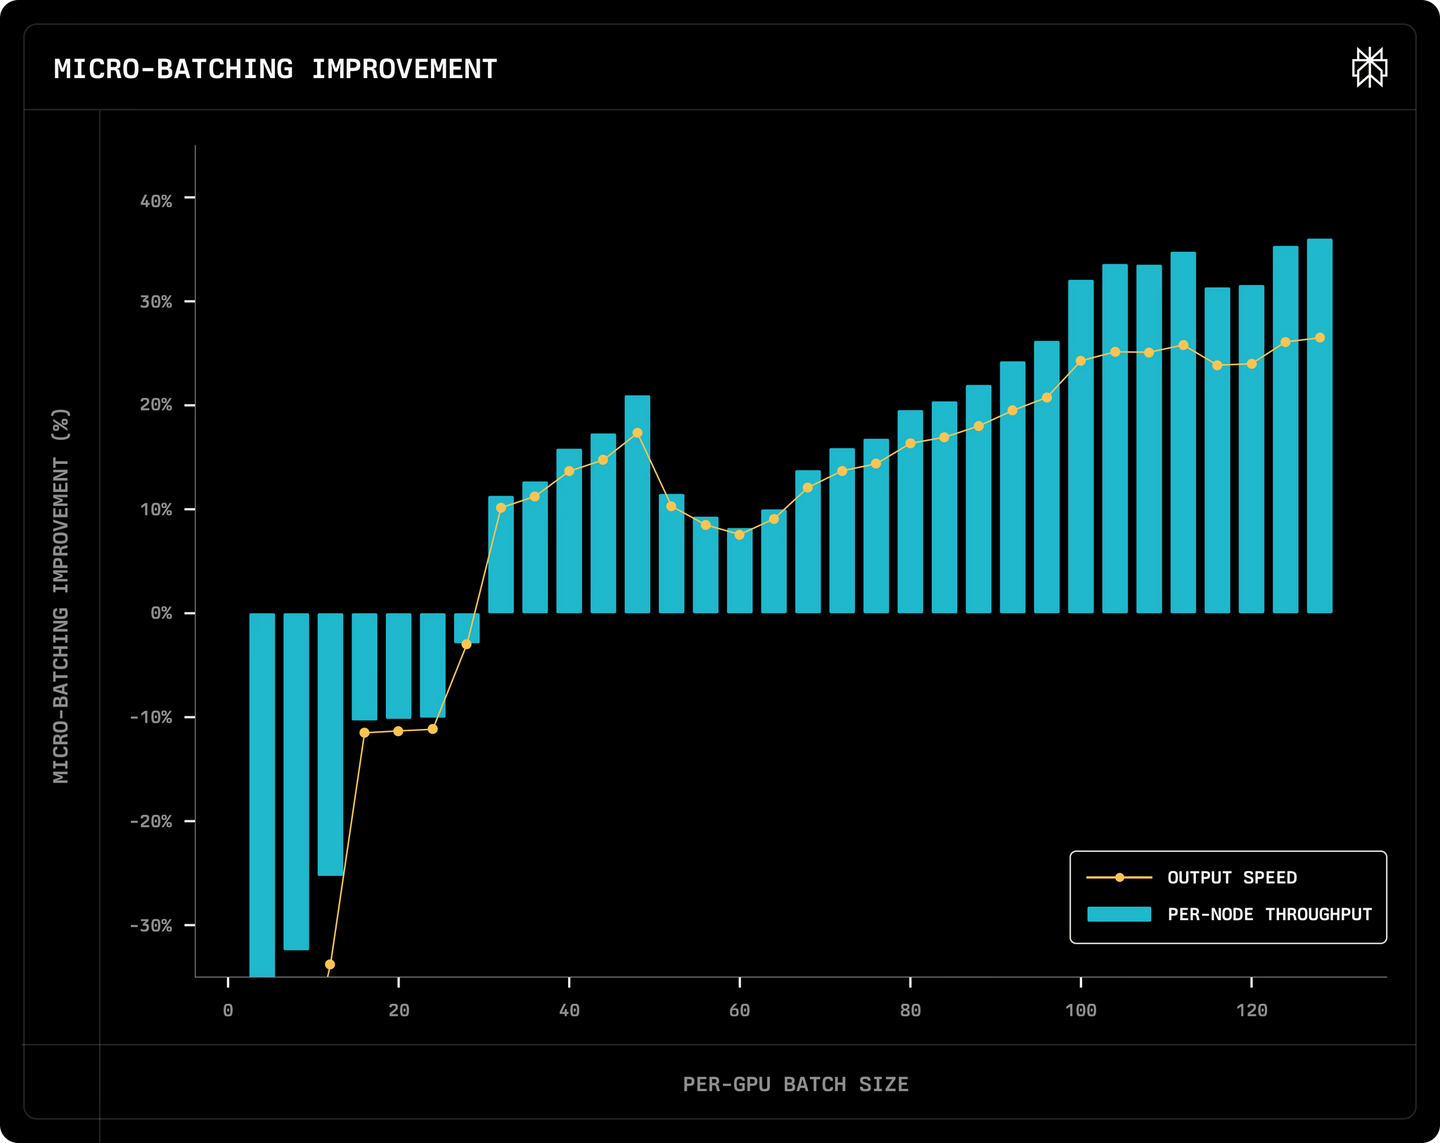 MICRO-BATCHING IMPROVEMENT
MICRO-BATCHING IMPROVEMENT (%)
40%
30%
20%
10%
0%
-10%
-20%
-30%
OUTPUT SPEED
PER-NODE THROUGHPUT
0 20 40 60 80 100 120
PER-GPU BATCH SIZE